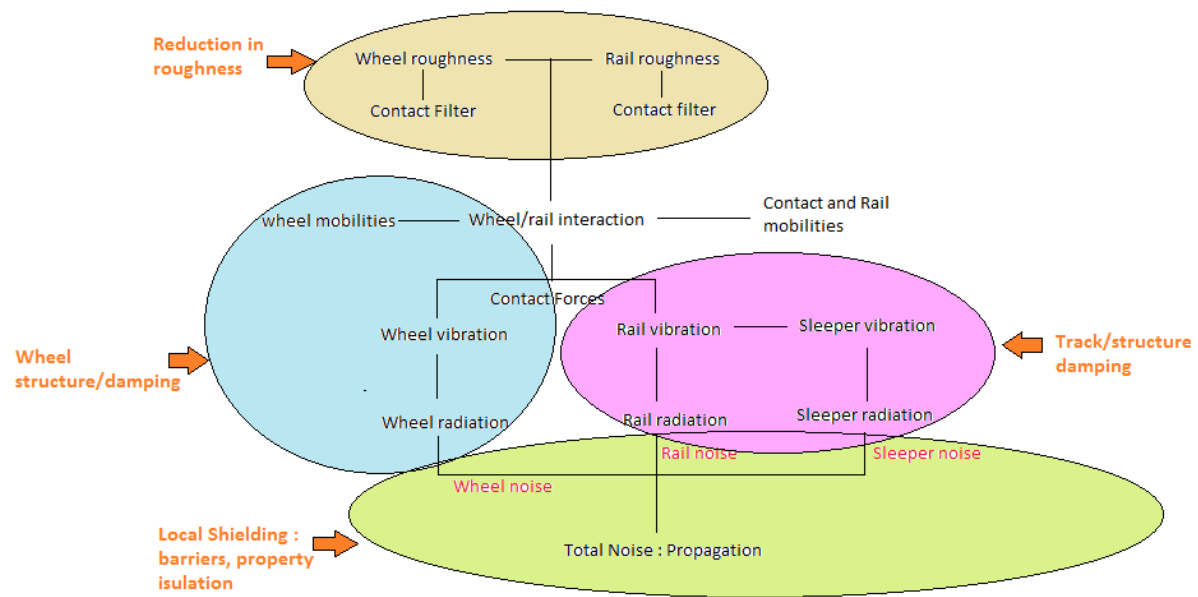 Reduction in
roughness
Wheel roughness
Rail roughness
Contact Filter
Contact filter
wheel mobilities
Wheel/rail interaction
Contact and Rail
mobilities
Contact Forces
Wheel vibration
Rail vibration
Sleeper vibration
Wheel
structure/damping
Track/structure
damping
Wheel radiation
Rail radiation
Sleeper radiation
Rail noise
Sleeper noise
Wheel noise
Local Shielding :
barriers, property
isulation
Total Noise : Propagation